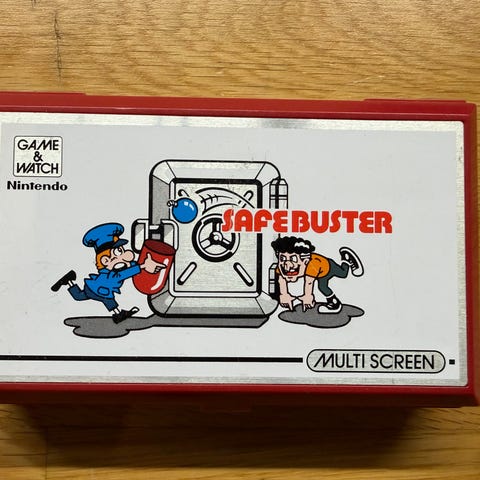 GAME
&
WATCH
Nintendo
SAFEBUSTER
MULTI SCREEN